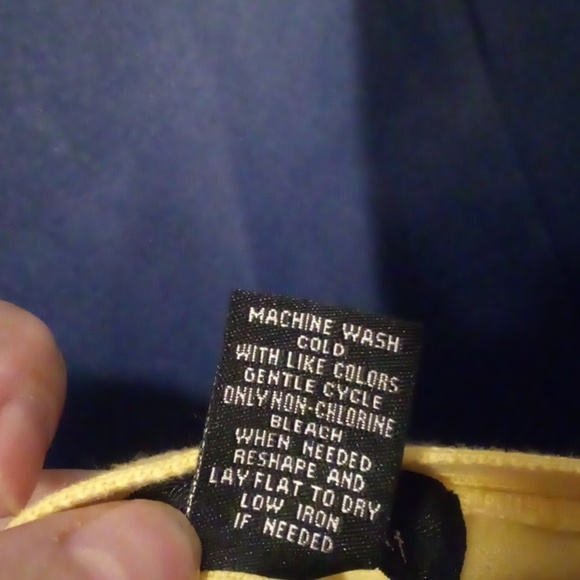 MACHINE WASH
COLD
WITH LIKE COLORS
GENTLE CYCLE
ONLY NON-CHLORINE
BLEACH
WHEN NEEDED
RESHAPE AND
LAY FLAT TO DRY
LOW IRON
IF NEEDED